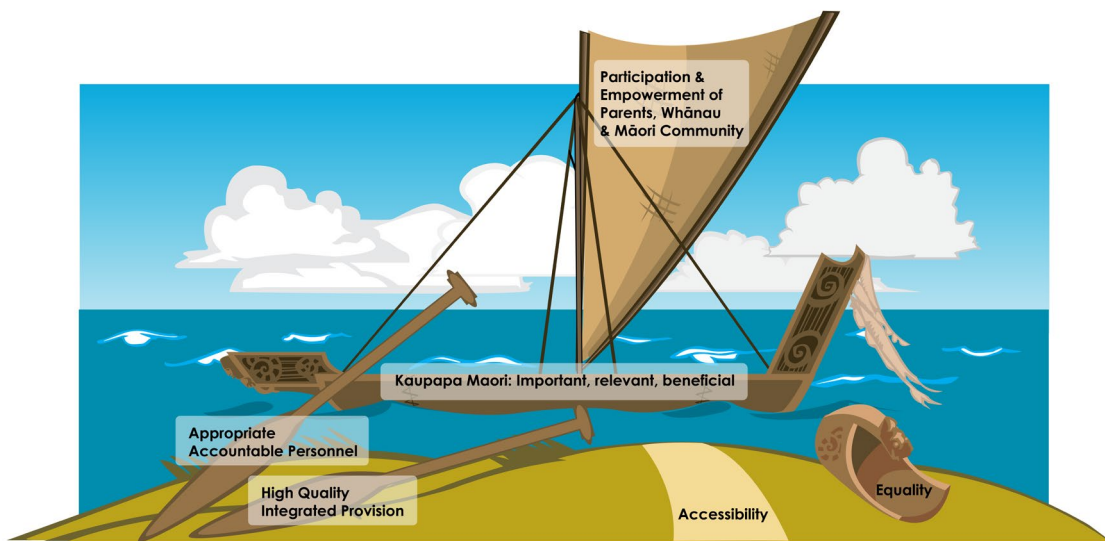 Participation &
Empowerment of
Parents, Whānau
& Māori Community
Kaupapa Maori: Important, relevant, beneficial
Appropriate
Accountable Personnel
High Quality
Integrated Provision
Accessibility
Equality